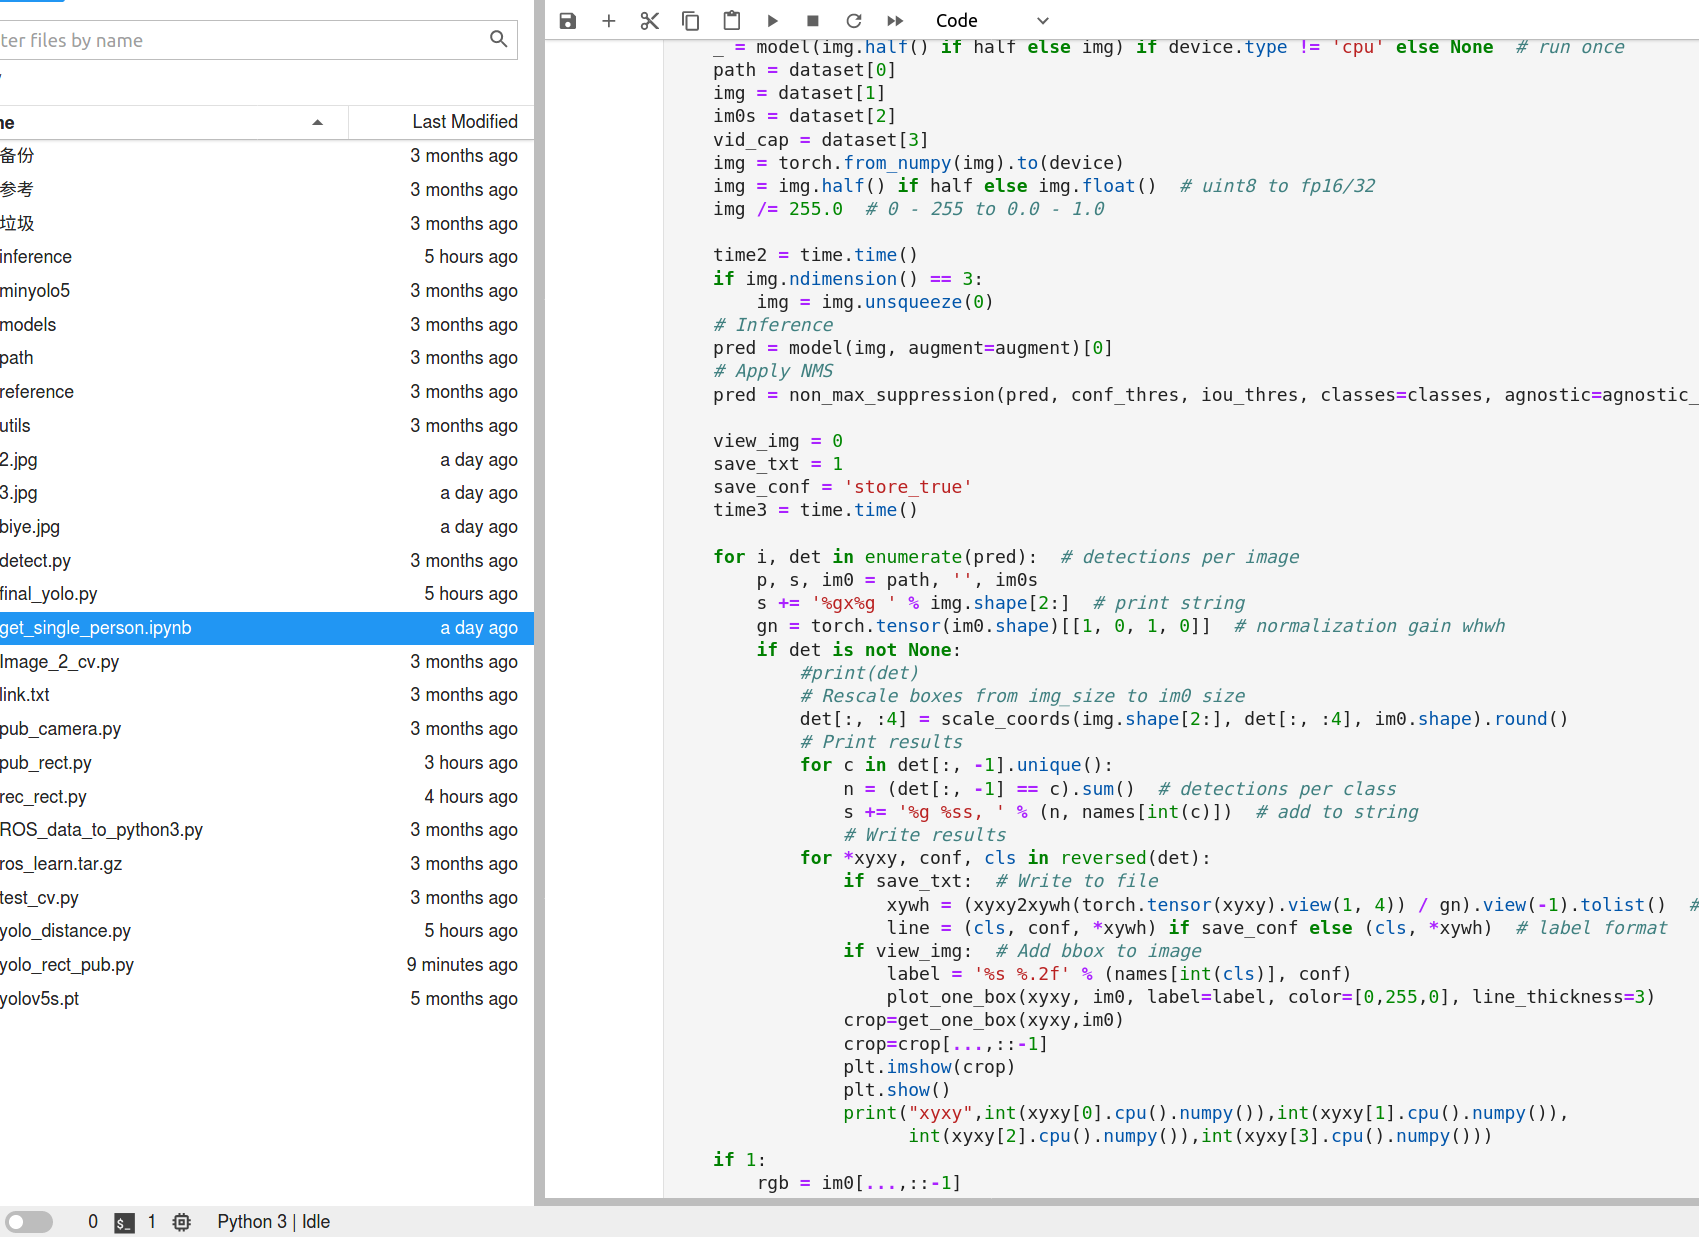 ter files by name
ne
Last Modified
备份 3 months ago
参考 3 months ago
垃圾 3 months ago
inference 5 hours ago
minyolo5 3 months ago
models 3 months ago
path 3 months ago
reference 3 months ago
utils 3 months ago
2.jpg a day ago
3.jpg a day ago
biye.jpg a day ago
detect.py 3 months ago
final_yolo.py 5 hours ago
get_single_person.ipynb a day ago
Image_2_cv.py 3 months ago
link.txt 3 months ago
pub_camera.py 3 months ago
pub_rect.py 3 hours ago
rec_rect.py 4 hours ago
ROS_data_to_python3.py 3 months ago
ros_learn.tar.gz 3 months ago
test_cv.py 3 months ago
yolo_distance.py 5 hours ago
yolo_rect_pub.py 9 minutes ago
yolov5s.pt 5 months ago
0 $_ 1 Python 3 | Idle
Code
_ = model(img.half() if half else img) if device.type != 'cpu' else None  # run once
path = dataset[0]
img = dataset[1]
im0s = dataset[2]
vid_cap = dataset[3]
img = torch.from_numpy(img).to(device)
img = img.half() if half else img.float()  # uint8 to fp16/32
img /= 255.0  # 0 - 255 to 0.0 - 1.0
time2 = time.time()
if img.ndimension() == 3:
    img = img.unsqueeze(0)
# Inference
pred = model(img, augment=augment)[0]
# Apply NMS
pred = non_max_suppression(pred, conf_thres, iou_thres, classes=classes, agnostic=agnostic_
view_img = 0
save_txt = 1
save_conf = 'store_true'
time3 = time.time()
for i, det in enumerate(pred):  # detections per image
    p, s, im0 = path, '', im0s
    s += '%gx%g ' % img.shape[2:]  # print string
    gn = torch.tensor(im0.shape)[[1, 0, 1, 0]]  # normalization gain whwh
    if det is not None:
        #print(det)
        # Rescale boxes from img_size to im0 size
        det[:, :4] = scale_coords(img.shape[2:], det[:, :4], im0.shape).round()
        # Print results
        for c in det[:, -1].unique():
            n = (det[:, -1] == c).sum()  # detections per class
            s += '%g %ss, ' % (n, names[int(c)])  # add to string
            # Write results
        for *xyxy, conf, cls in reversed(det):
            if save_txt:  # Write to file
                xywh = (xyxy2xywh(torch.tensor(xyxy).view(1, 4)) / gn).view(-1).tolist()  #
                line = (cls, conf, *xywh) if save_conf else (cls, *xywh)  # label format
            if view_img:  # Add bbox to image
                label = '%s %.2f' % (names[int(cls)], conf)
                plot_one_box(xyxy, im0, label=label, color=[0,255,0], line_thickness=3)
            crop=get_one_box(xyxy,im0)
            crop=crop[...,::-1]
            plt.imshow(crop)
            plt.show()
            print("xyxy",int(xyxy[0].cpu().numpy()),int(xyxy[1].cpu().numpy()),
                  int(xyxy[2].cpu().numpy()),int(xyxy[3].cpu().numpy()))
if 1:
    rgb = im0[...,::-1]